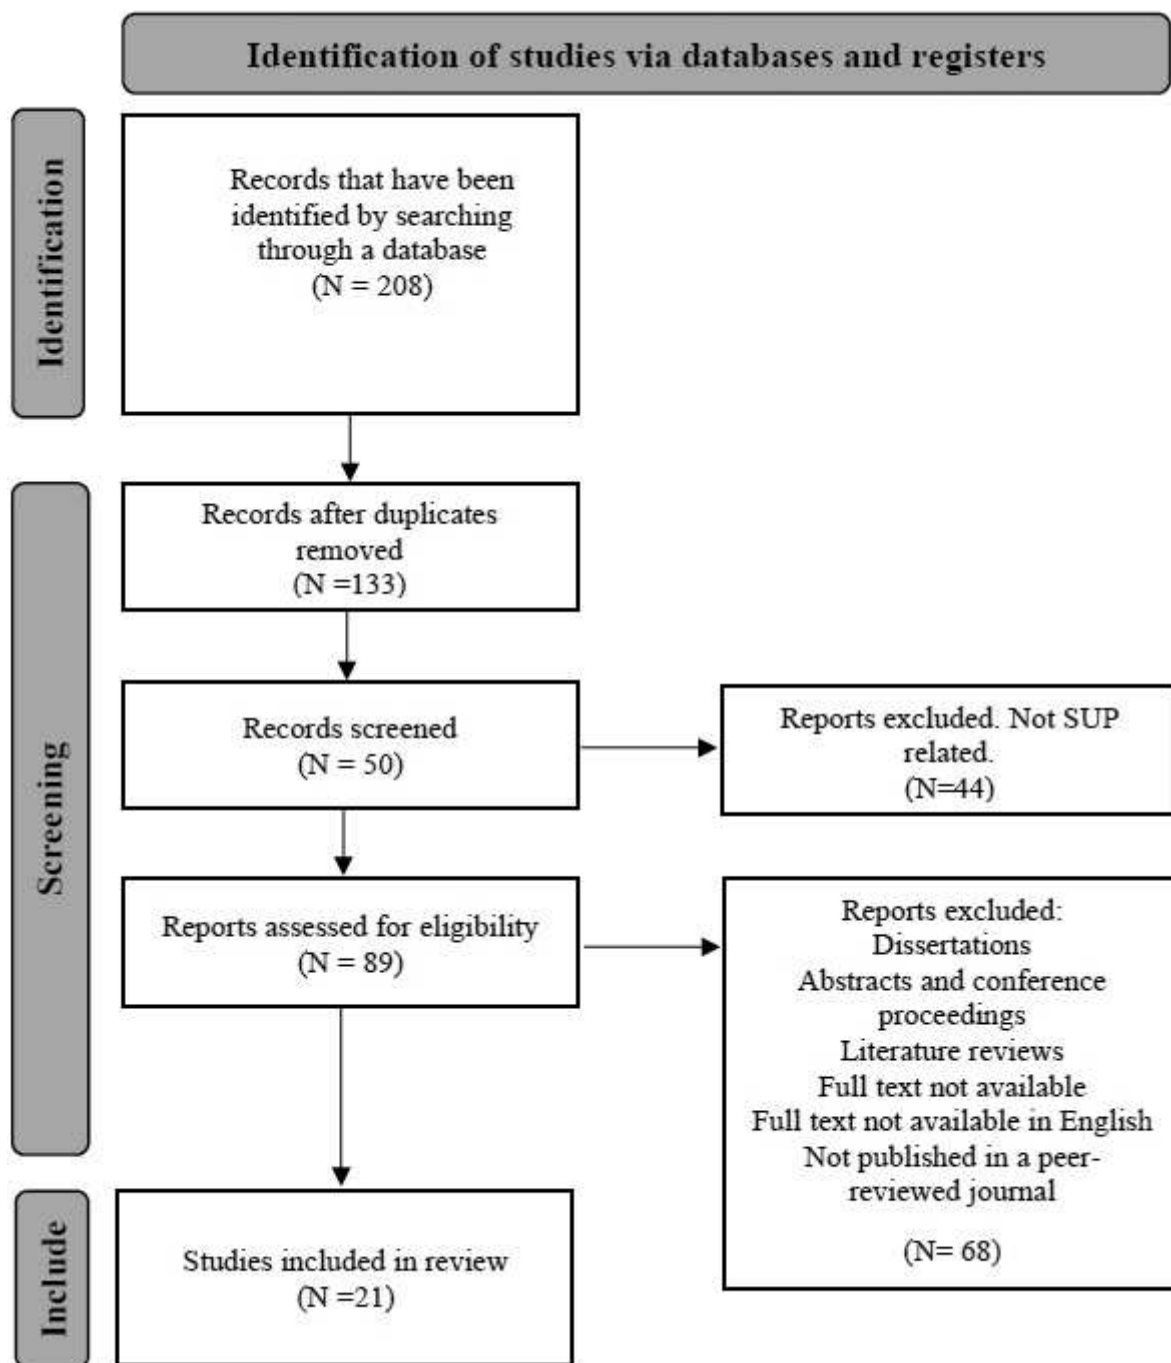 Identification of studies via databases and registers
Identification
Records that have been
identified by searching
through a database
(N = 208)
Screening
Records after duplicates
removed
(N =133)
Records screened
(N = 50)
Reports excluded. Not SUP
related.
(N=44)
Reports assessed for eligibility
(N = 89)
Reports excluded:
Dissertations
Abstracts and conference
proceedings
Literature reviews
Full text not available
Full text not available in English
Not published in a peer-
reviewed journal
(N= 68)
Include
Studies included in review
(N =21)